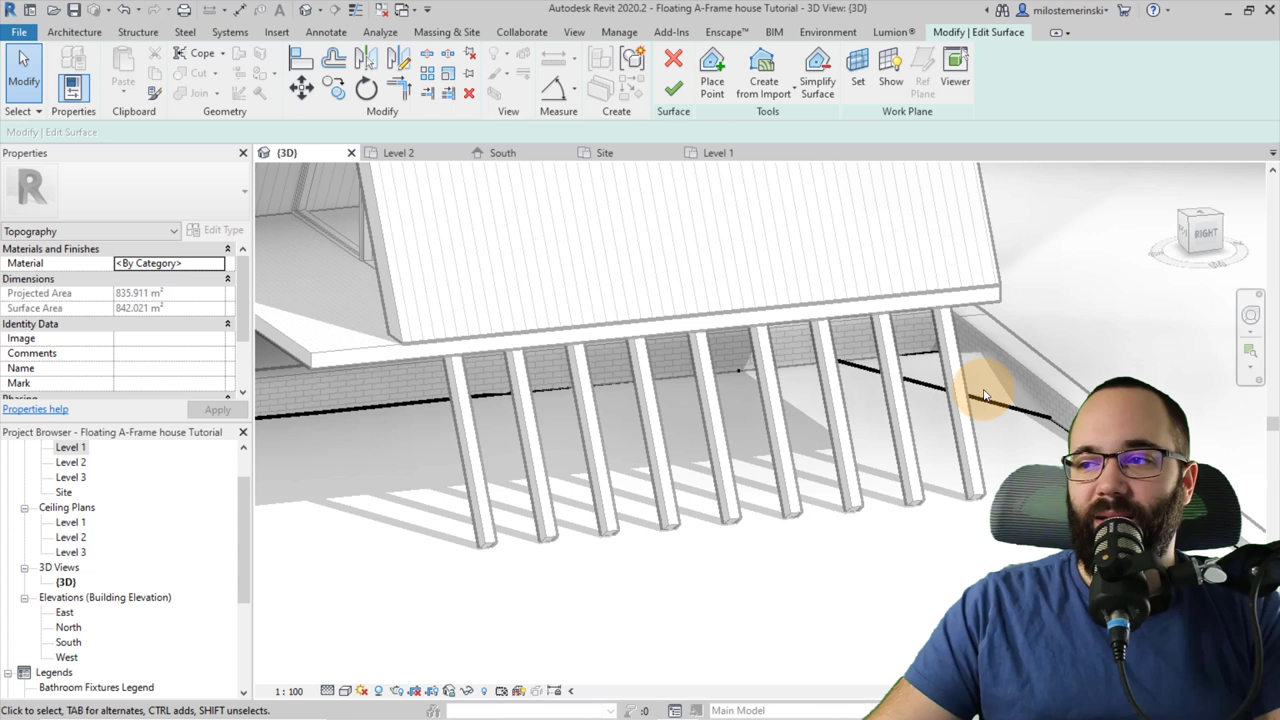 Autodesk Revit 2020.2 - Floating A-Frame house Tutorial - 3D View: {3D}
milostemerinski
File Architecture Structure Steel Systems Insert Annotate Analyze Massing & Site Collaborate View Manage Add-Ins Enscape™ BIM Environment Lumion® Modify | Edit Surface
Modify
Properties
Paste
Cope
Cut
Join
Place Point
Create from Import
Simplify Surface
Set
Show
Ref Plane
Viewer
Select Properties Clipboard Geometry Modify View Measure Create Surface Tools Work Plane
Modify | Edit Surface
Properties
{3D} Level 2 South Site Level 1
R
Topography Edit Type
Materials and Finishes
Material <By Category>
Dimensions
Projected Area 835.911 m²
Surface Area 842.021 m²
Identity Data
Image
Comments
Name
Mark
Phasing
Properties help Apply
Project Browser - Floating A-Frame house Tutorial
Level 1
Level 2
Level 3
Site
Ceiling Plans
Level 1
Level 2
Level 3
3D Views
{3D}
Elevations (Building Elevation)
East
North
South
West
Legends
Bathroom Fixtures Legend
RIGHT
1 : 100
Click to select, TAB for alternates, CTRL adds, SHIFT unselects.
:0
Main Model